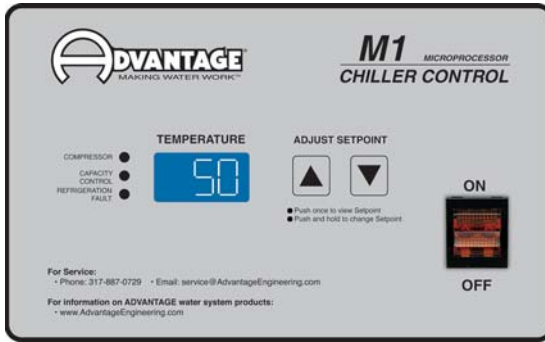 ADVANTAGE
MAKING WATER WORK™
M1 MICROPROCESSOR
CHILLER CONTROL
TEMPERATURE
ADJUST SETPOINT
COMPRESSOR
CAPACITY
CONTROL
REFRIGERATION
FAULT
50
● Push once to view Setpoint
● Push and hold to change Setpoint
ON
OFF
For Service:
• Phone: 317-887-0729 • Email: service@AdvantageEngineering.com
For information on ADVANTAGE water system products:
• www.AdvantageEngineering.com